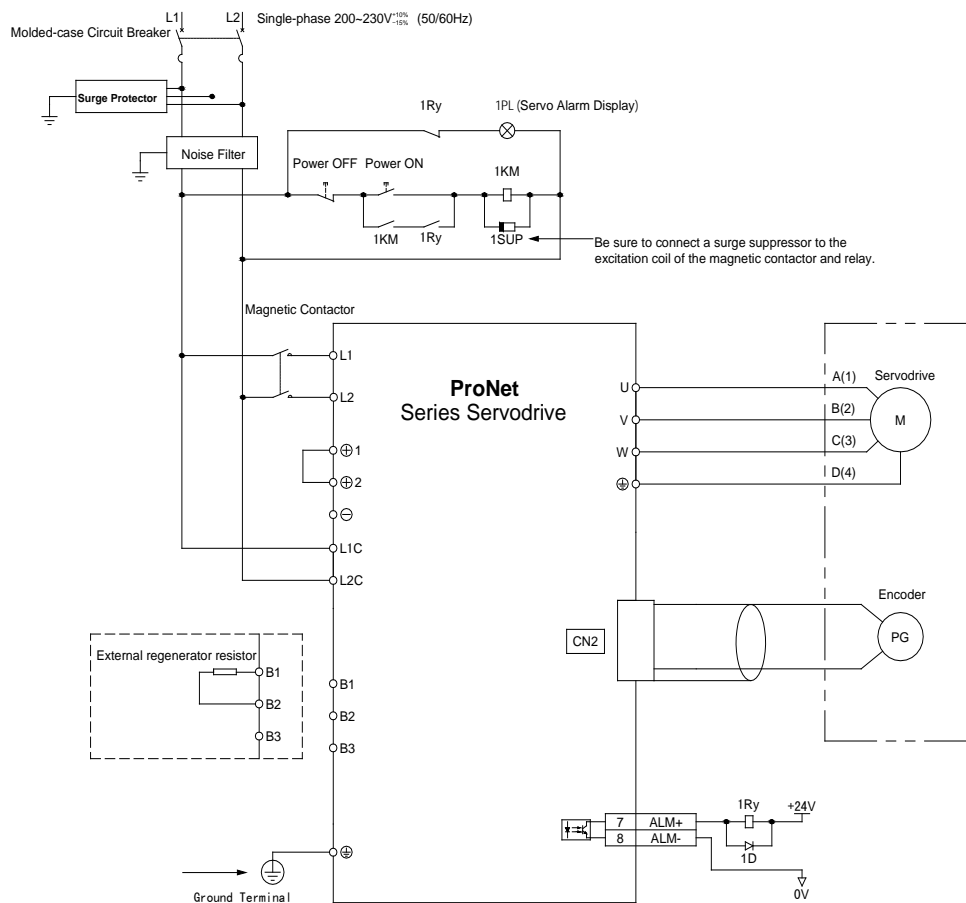 L1 L2 Single-phase 200~230V +10% -15% (50/60Hz)
Molded-case Circuit Breaker
Surge Protector
1Ry 1PL (Servo Alarm Display)
Noise Filter
Power OFF Power ON 1KM
1KM 1Ry 1SUP
Be sure to connect a surge suppressor to the
excitation coil of the magnetic contactor and relay.
Magnetic Contactor
L1
L2
ProNet
Series Servodrive
U A(1) Servodrive
V B(2) M
W C(3)
D(4)
1
2
L1C
L2C
CN2 Encoder
PG
External regenerator resistor
B1
B2
B3
B1
B2
B3
7 ALM+ 1Ry +24V
8 ALM- 1D
0V
Ground Terminal